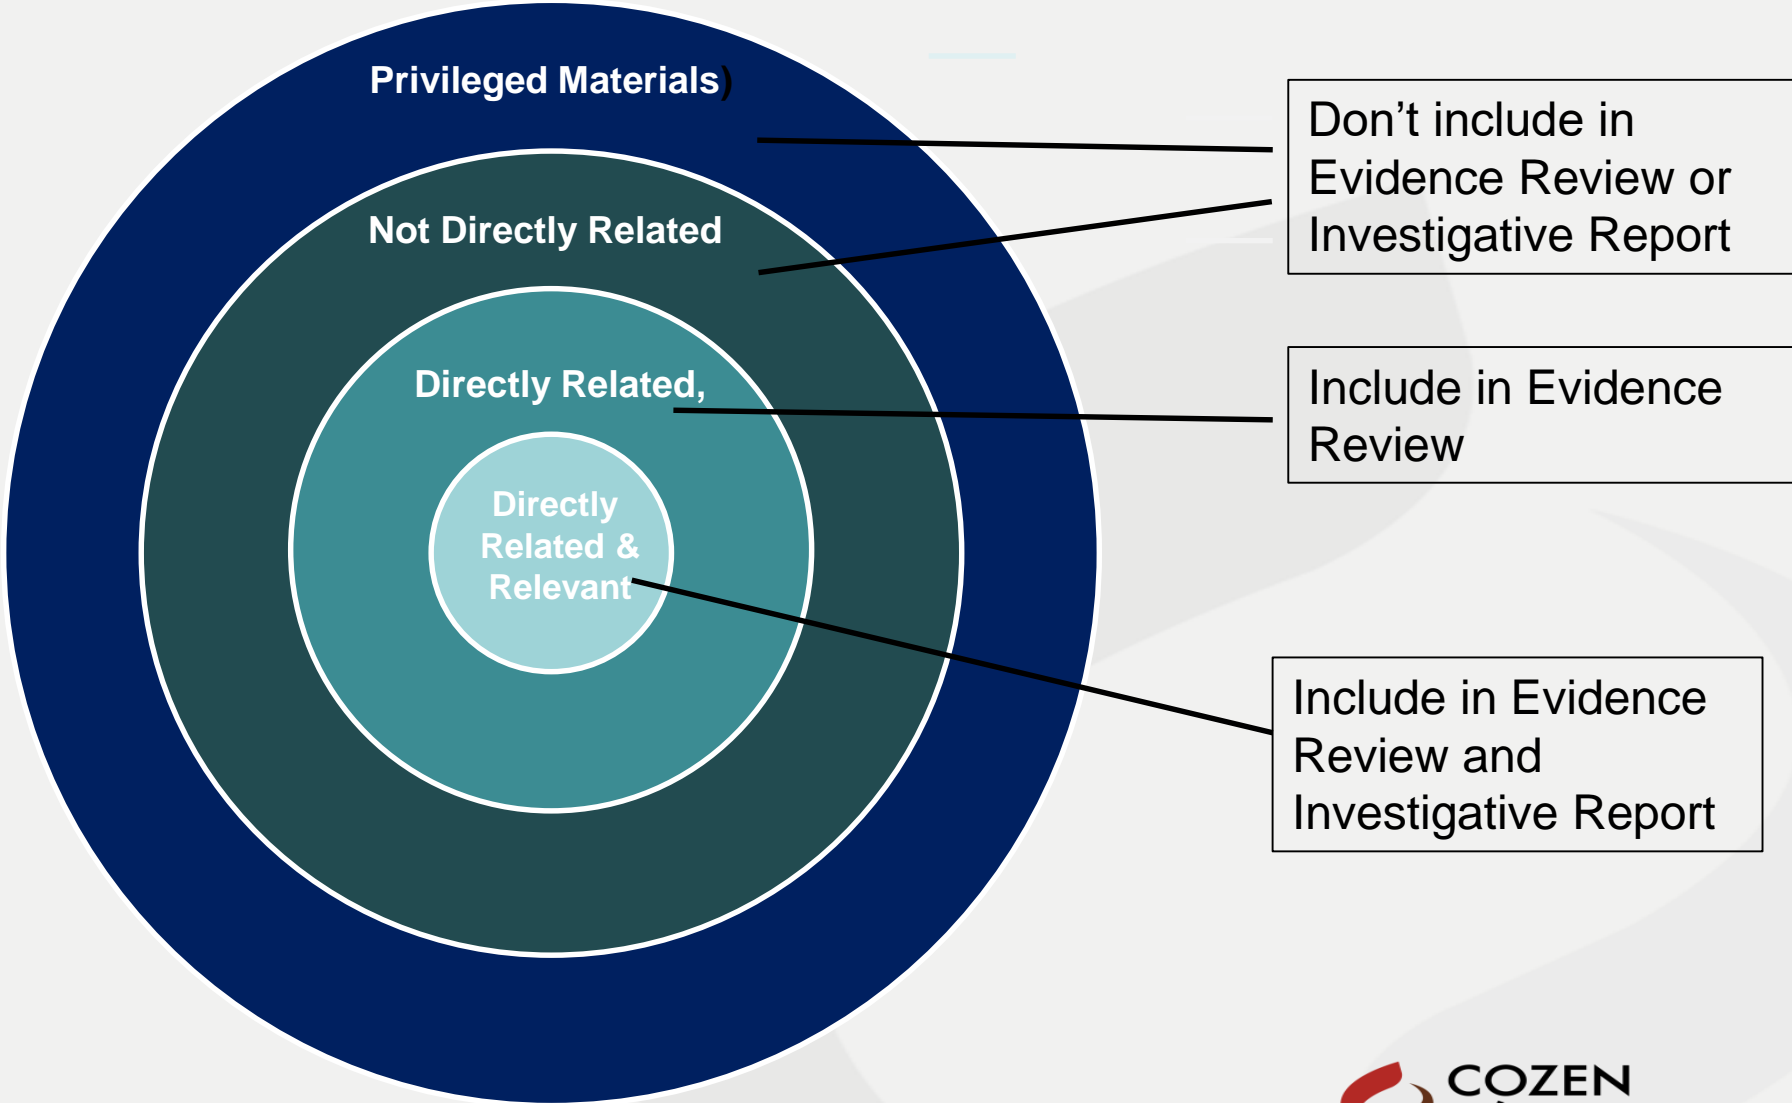 Privileged Materials)
Not Directly Related
Directly Related,
Directly
Related &
Relevant
Don’t include in
Evidence Review or
Investigative Report
Include in Evidence
Review
Include in Evidence
Review and
Investigative Report
COZEN